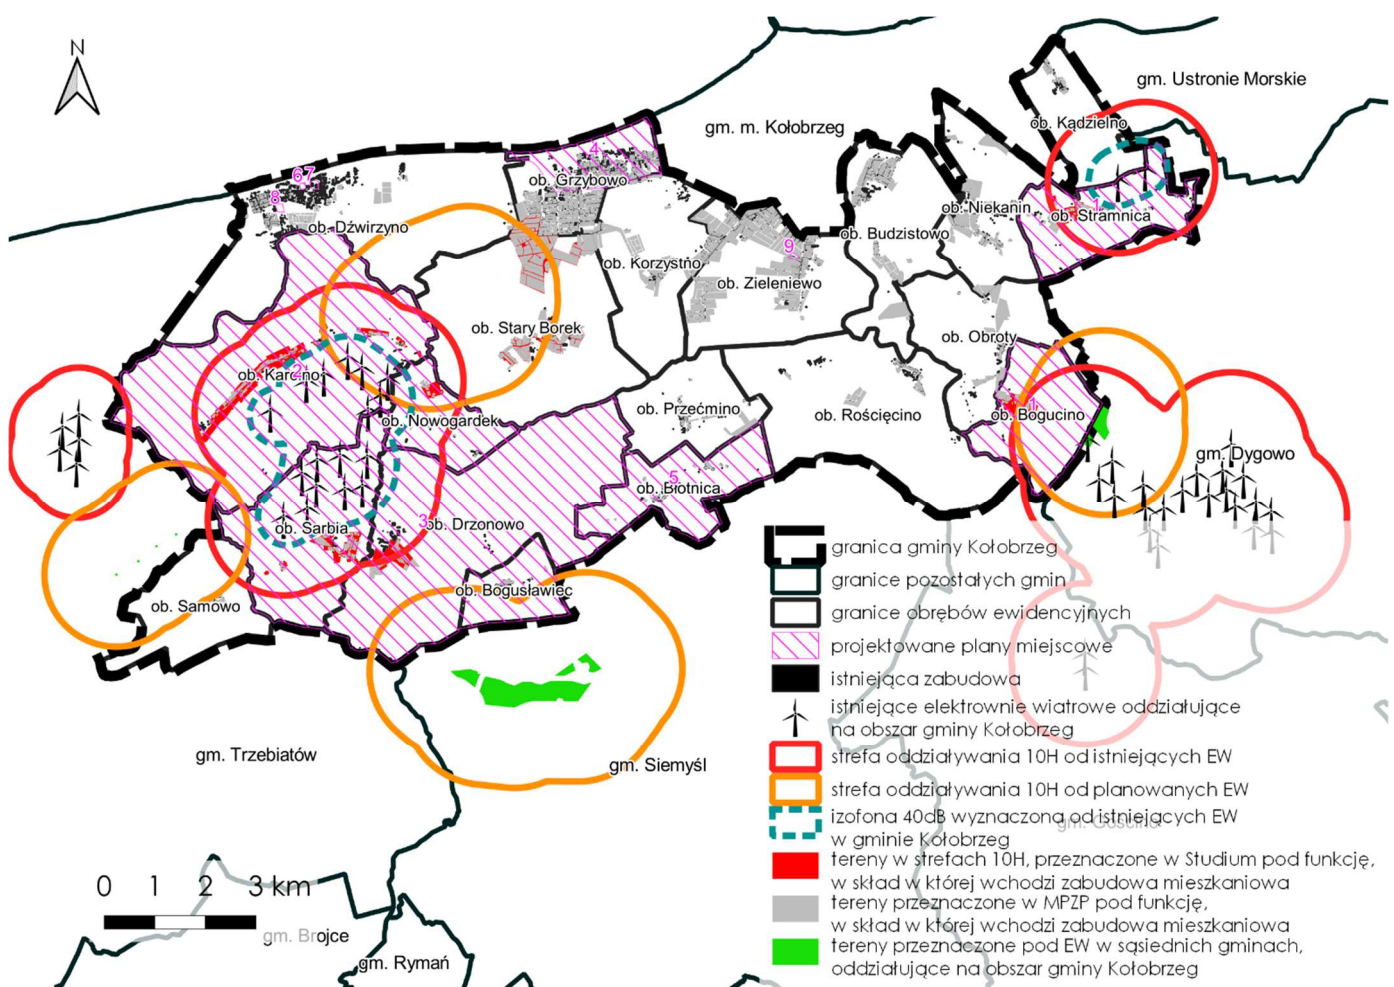 N
gm. Ustronie Morskie
gm. m. Kołobrzeg
ob. Kądzielno
4
67
ob. Grzybowo
8
ob. Niekanin
1
ob. Stramnica
ob. Dźwirzyno
ob. Budzistowo
9
ob. Korzystno
ob. Zieleniewo
ob. Stary Borek
ob. Obroty
2
ob. Karcino
ob. Przećmino
ob. Rościęcino
ob. Bogucino
ob. Nowogardek
gm. Dygowo
5
ob. Błotnica
ob. Sarbia
3
ob. Drzonowo
granica gminy Kołobrzeg
granice pozostałych gmin
ob. Bogusławiec
ob. Samowo
granice obrębów ewidencyjnych
projektowane plany miejscowe
istniejąca zabudowa
istniejące elektrownie wiatrowe oddziałujące
na obszar gminy Kołobrzeg
gm. Trzebiatów
gm. Siemyśl
strefa oddziaływania 10H od istniejących EW
strefa oddziaływania 10H od planowanych EW
izofona 40dB wyznaczona od istniejących EW
gm. Gościno
w gminie Kołobrzeg
tereny w strefach 10H, przeznaczone w Studium pod funkcję,
w skład w której wchodzi zabudowa mieszkaniowa
0 1 2 3 km
tereny przeznaczone w MPZP pod funkcję,
w skład w której wchodzi zabudowa mieszkaniowa
gm. Brojce
tereny przeznaczone pod EW w sąsiednich gminach,
oddziałujące na obszar gminy Kołobrzeg
gm. Rymań